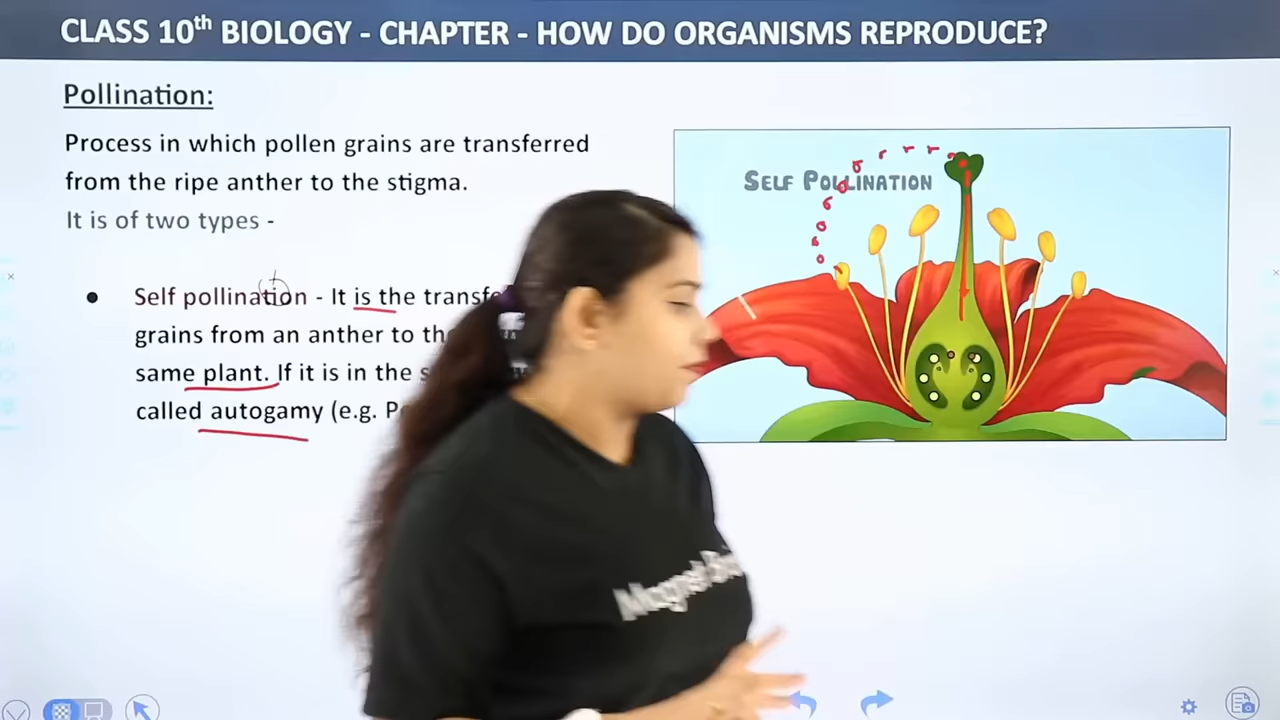 CLASS 10th BIOLOGY - CHAPTER - HOW DO ORGANISMS REPRODUCE?
Pollination:
Process in which pollen grains are transferred
from the ripe anther to the stigma.
It is of two types -
● Self pollination - It is the
grains from an anther to
same plant. If it is in the
called autogamy (e.g.
SELF POLLINATION